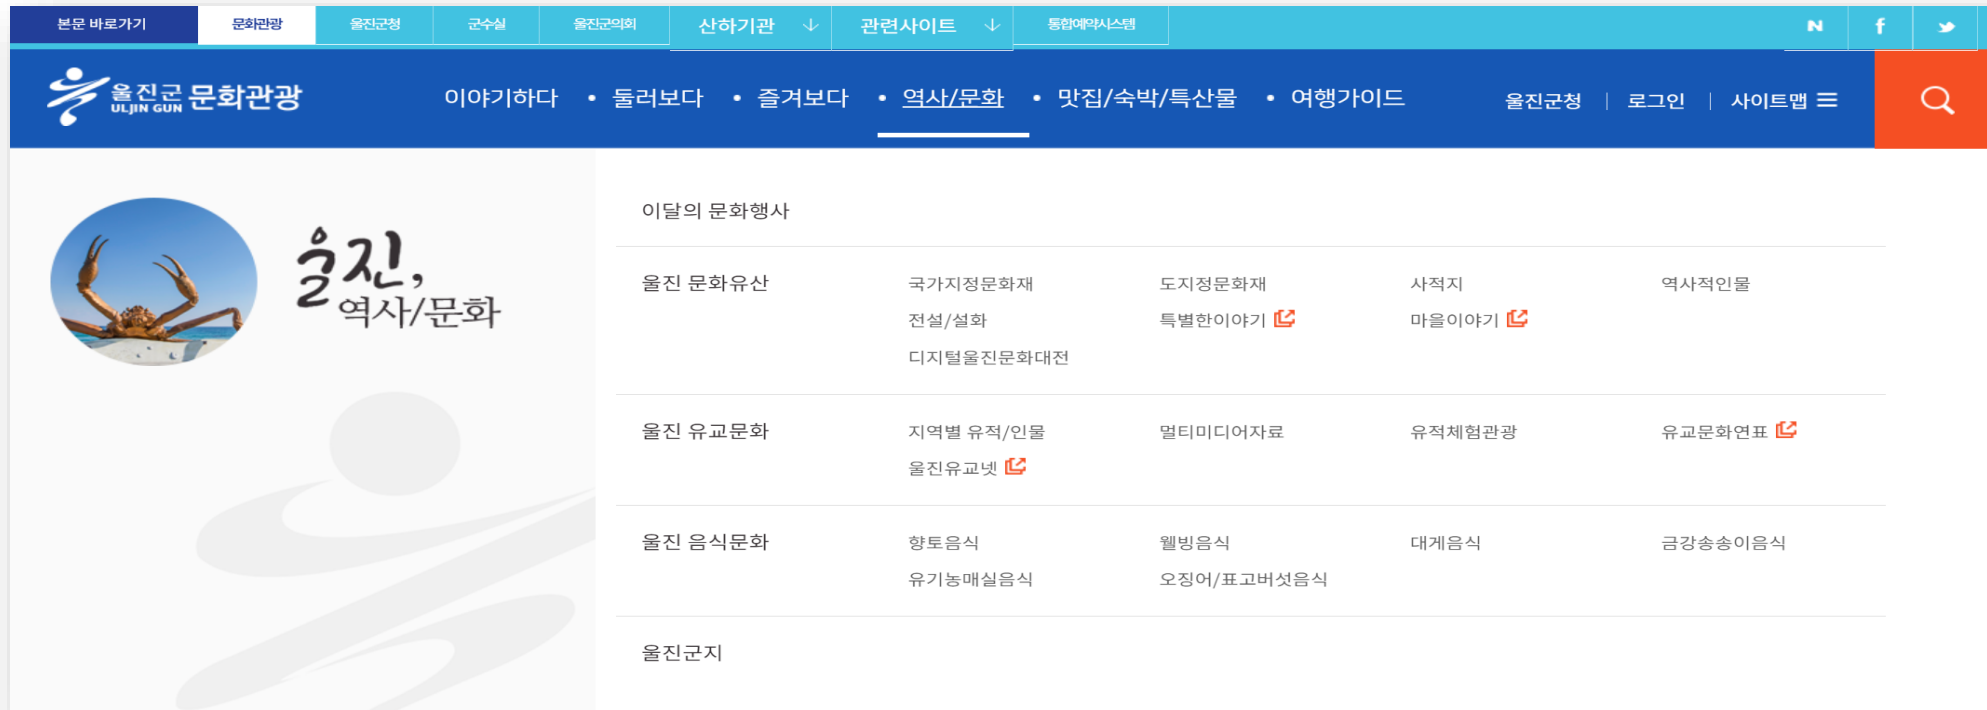 본문 바로가기 문화관광 울진군청 군수실 울진군의회 산하기관 관련사이트 통합예약시스템 N f
울진군 ULJIN GUN 문화관광 이야기하다 • 둘러보다 • 즐겨보다 • 역사/문화 • 맛집/숙박/특산물 • 여행가이드 울진군청 | 로그인 | 사이트맵
울진,
역사/문화
이달의 문화행사
울진 문화유산 국가지정문화재 도지정문화재 사적지 역사적인물
전설/설화 특별한이야기 마을이야기
디지털울진문화대전
울진 유교문화 지역별 유적/인물 멀티미디어자료 유적체험관광 유교문화연표
울진유교넷
울진 음식문화 향토음식 웰빙음식 대게음식 금강송송이음식
유기농매실음식 오징어/표고버섯음식
울진군지